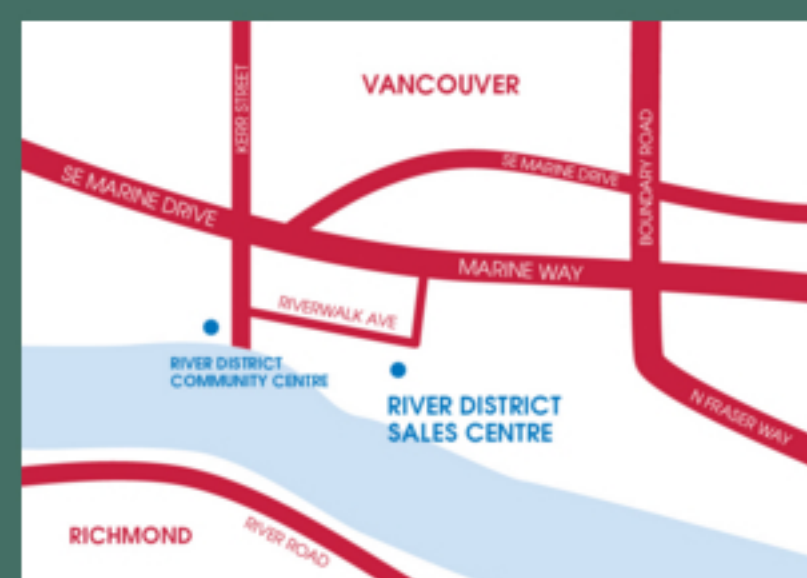 KERR STREET
VANCOUVER
BOUNDARY ROAD
SE MARINE DRIVE
SE MARINE DRIVE
MARINE WAY
RIVERWALK AVE
RIVER DISTRICT
COMMUNITY CENTRE
RIVER DISTRICT
SALES CENTRE
N FRASER WAY
RICHMOND
RIVER ROAD